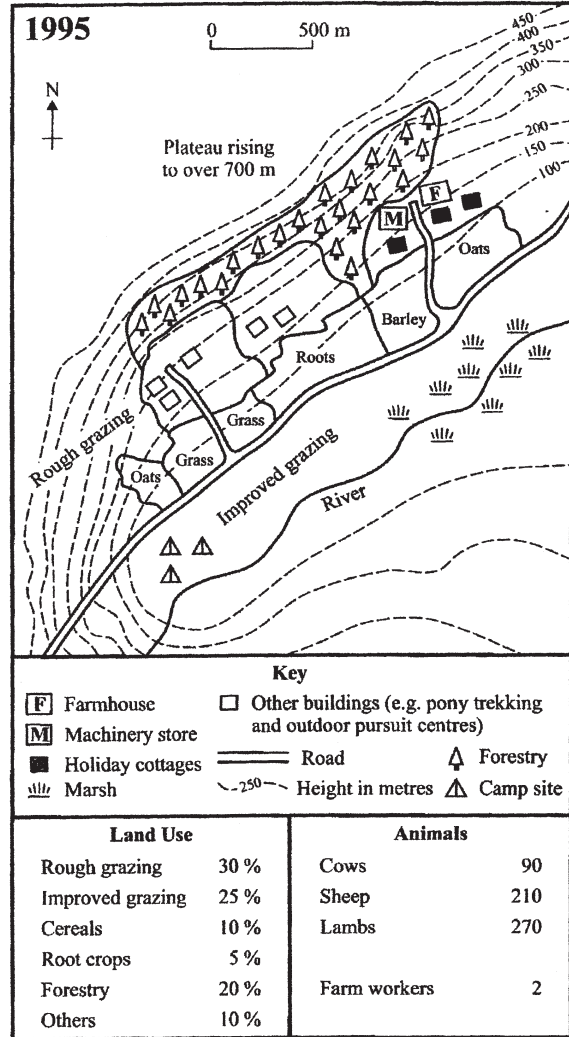 1995
0 500 m
N
Plateau rising
to over 700 m
450
400
350
300
250
200
150
100
F
M
Oats
Barley
Roots
Rough grazing
Grass
Grass
Oats
Improved grazing
River
Key
F Farmhouse
M Machinery store
Holiday cottages
Marsh
Other buildings (e.g. pony trekking
and outdoor pursuit centres)
Road
Forestry
250 Height in metres
Camp site
Land Use
Rough grazing 30 %
Improved grazing 25 %
Cereals 10 %
Root crops 5 %
Forestry 20 %
Others 10 %
Animals
Cows 90
Sheep 210
Lambs 270
Farm workers 2